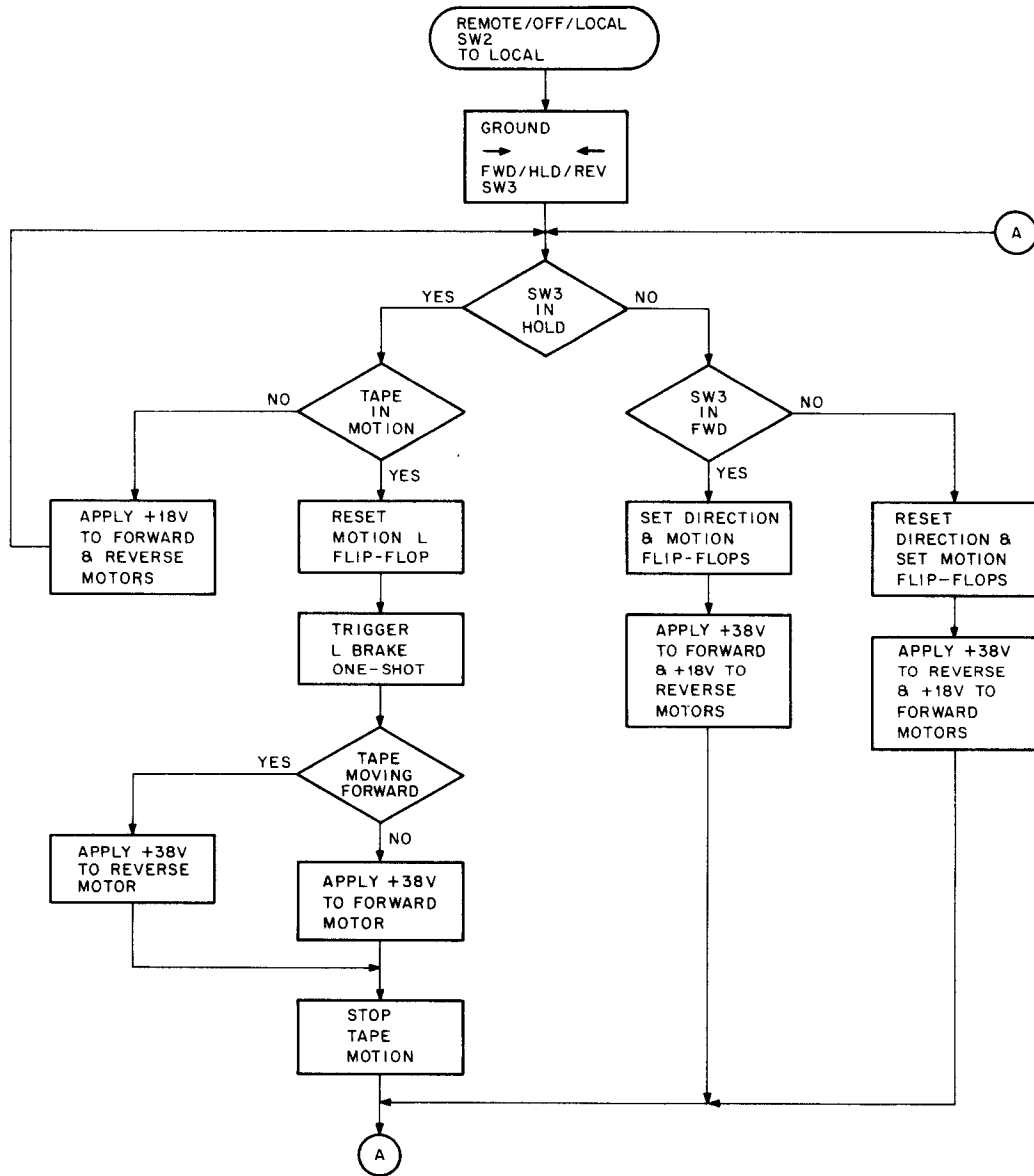 REMOTE/OFF/LOCAL
SW2
TO LOCAL
GROUND
→ ←
FWD/HLD/REV
SW3
A
SW3
IN
HOLD
YES
NO
TAPE
IN
MOTION
NO
YES
SW3
IN
FWD
NO
YES
APPLY +18V
TO FORWARD
& REVERSE
MOTORS
RESET
MOTION L
FLIP-FLOP
SET DIRECTION
& MOTION
FLIP-FLOPS
RESET
DIRECTION &
SET MOTION
FLIP-FLOPS
TRIGGER
L BRAKE
ONE-SHOT
APPLY +38V
TO FORWARD
& +18V TO
REVERSE
MOTORS
APPLY +38V
TO REVERSE
& +18V TO
FORWARD
MOTORS
TAPE
MOVING
FORWARD
YES
NO
APPLY +38V
TO REVERSE
MOTOR
APPLY +38V
TO FORWARD
MOTOR
STOP
TAPE
MOTION
A